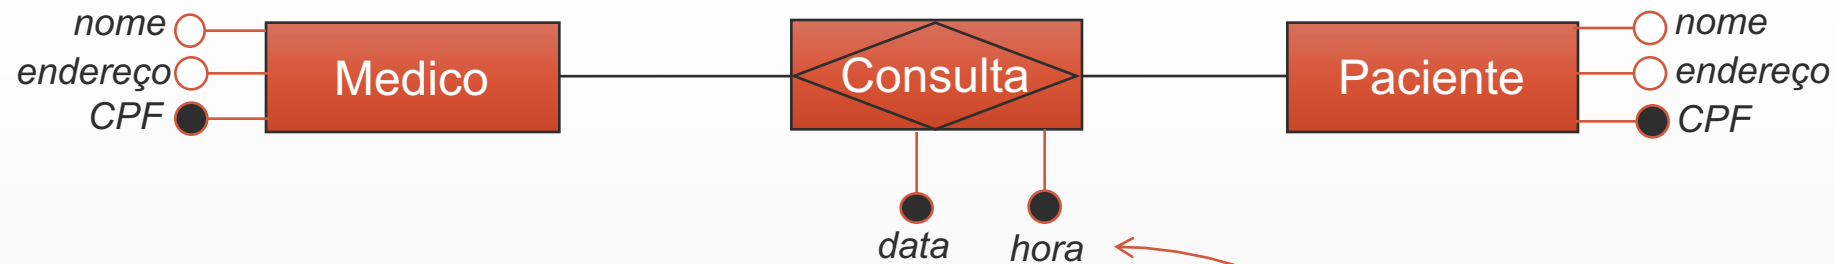 nome
endereço
CPF
Medico
Consulta
data
hora
Paciente
nome
endereço
CPF